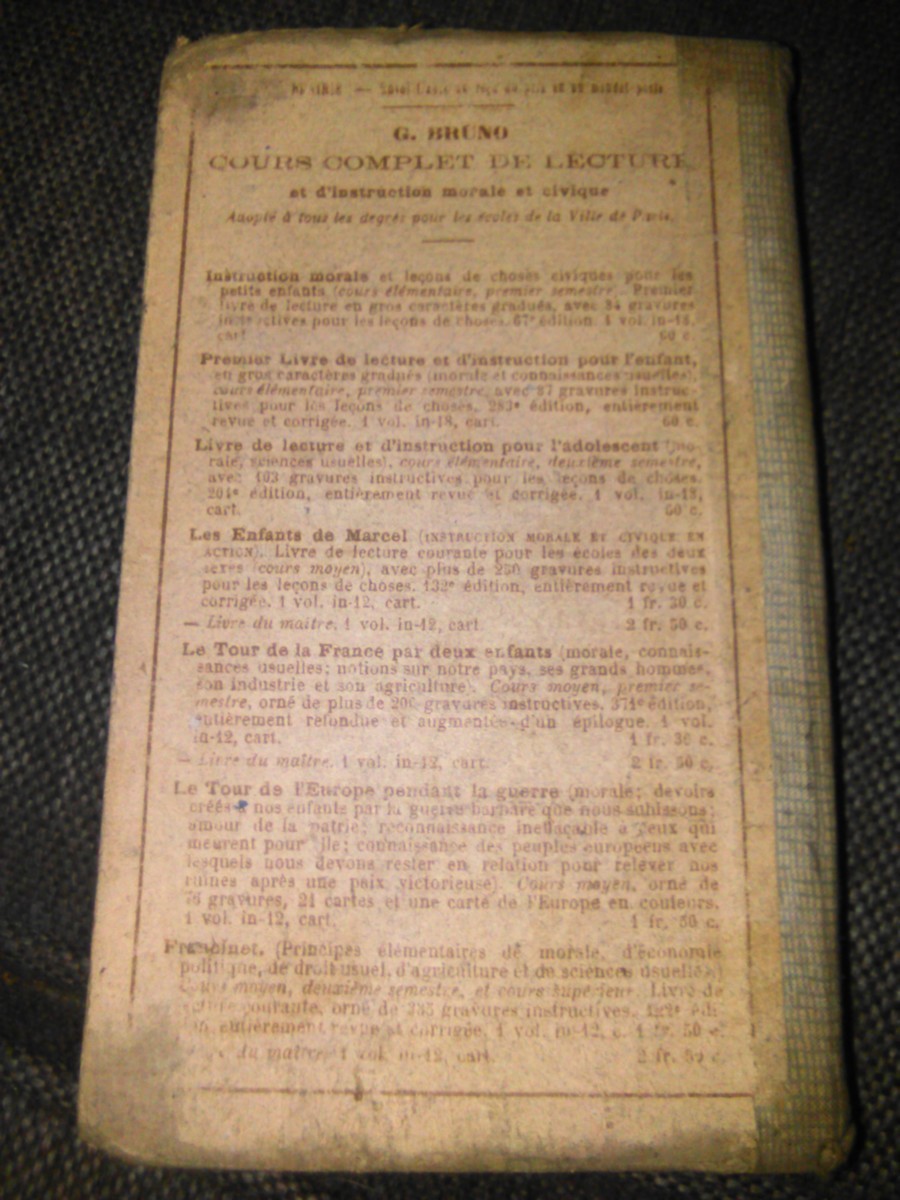 G. BRUNO
COURS COMPLET DE LECTURE
et d'instruction morale et civique
Adopté à tous les degrés pour les écoles de la Ville de Paris.
Instruction morale et leçons de choses civiques pour les
petits enfants (cours élémentaire, premier semestre. Premier
livre de lecture en gros caractères gradués, avec 84 gravures
instructives pour les leçons de choses. 67e édition. 1 vol. in-18,
cart. 60 c.
Premier Livre de lecture et d'instruction pour l'enfant,
en gros caractères gradués (morale et connaissances usuelles),
cours élémentaire, premier semestre, avec 87 gravures instruc-
tives pour les leçons de choses. 283e édition, entièrement
revue et corrigée. 1 vol. in-18, cart. 60 c.
Livre de lecture et d'instruction pour l'adolescent (mo-
rale, sciences usuelles), cours élémentaire, deuxième semestre,
avec 103 gravures instructives pour les leçons de choses.
204e édition, entièrement revue et corrigée. 1 vol. in-18,
cart. 60 c.
Les Enfants de Marcel (INSTRUCTION MORALE ET CIVIQUE EN
ACTION). Livre de lecture courante pour les écoles des deux
sexes (cours moyen), avec plus de 250 gravures instructives
pour les leçons de choses. 132e édition, entièrement revue et
corrigée. 1 vol. in-12, cart. 1 fr. 30 c.
— Livre du maître. 1 vol. in-12, cart. 2 fr. 50 c.
Le Tour de la France par deux enfants (morale, connais-
sances usuelles; notions sur notre pays, ses grands hommes,
son industrie et son agriculture). Cours moyen, premier se-
mestre, orné de plus de 200 gravures instructives. 371e édition,
entièrement refondue et augmentée d'un épilogue. 1 vol.
in-12, cart. 1 fr. 30 c.
— Livre du maître. 1 vol. in-12, cart. 2 fr. 50 c.
Le Tour de l'Europe pendant la guerre (morale; devoirs
créés à nos enfants par la guerre barbare que nous subissons;
amour de la patrie; reconnaissance ineffaçable à ceux qui
meurent pour elle; connaissance des peuples européens avec
lesquels nous devons rester en relation pour relever nos
ruines après une paix victorieuse). Cours moyen, orné de
gravures, 21 cartes et une carte de l'Europe en couleurs.
1 vol. in-12, cart. 1 fr. 50 c.
Francinet. (Principes élémentaires de morale, d'économie
politique, de droit usuel, d'agriculture et de sciences usuelles)
Cours moyen, deuxième semestre, et cours supérieur. Livre de
lecture courante, orné de gravures instructives. édi-
entièrement revue et corrigée. 1 vol. in-12, c. 1 fr. 50 c.
du maître. 1 vol. in-12, cart. 2 fr. 50 c.